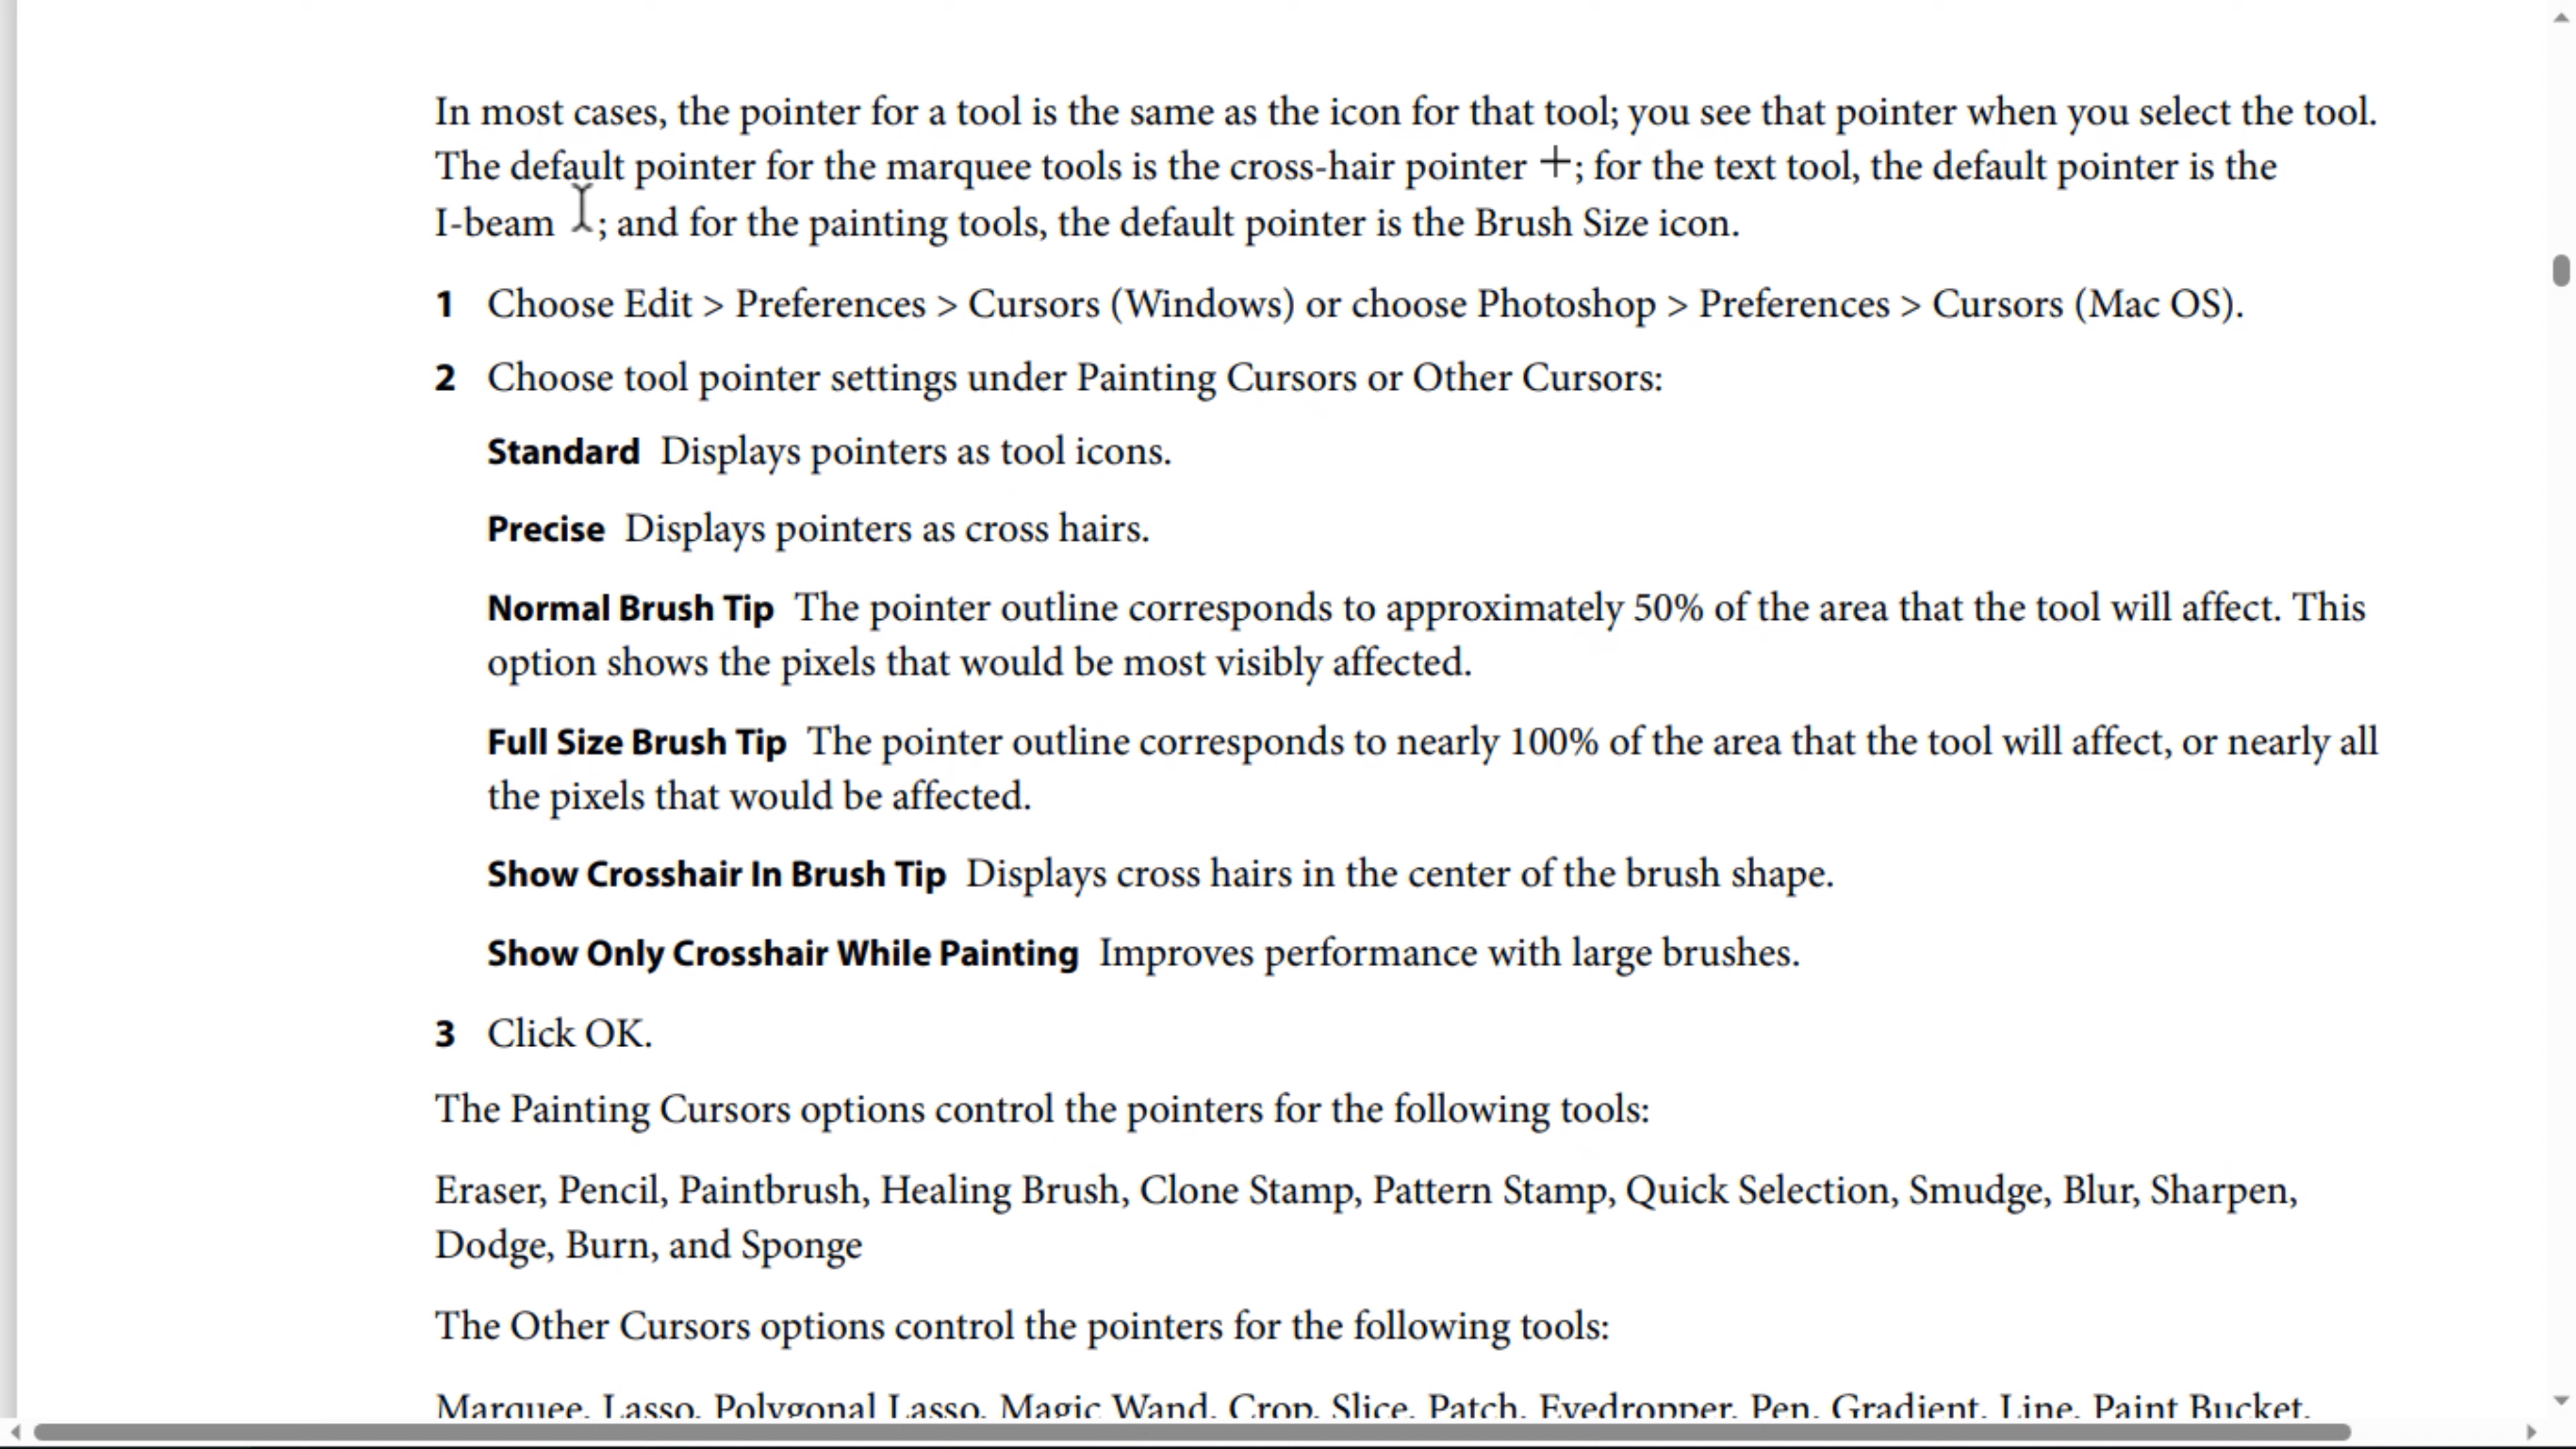 In most cases, the pointer for a tool is the same as the icon for that tool; you see that pointer when you select the tool.
The default pointer for the marquee tools is the cross-hair pointer +; for the text tool, the default pointer is the
I-beam ; and for the painting tools, the default pointer is the Brush Size icon.
1 Choose Edit > Preferences > Cursors (Windows) or choose Photoshop > Preferences > Cursors (Mac OS).
2 Choose tool pointer settings under Painting Cursors or Other Cursors:
Standard Displays pointers as tool icons.
Precise Displays pointers as cross hairs.
Normal Brush Tip The pointer outline corresponds to approximately 50% of the area that the tool will affect. This
option shows the pixels that would be most visibly affected.
Full Size Brush Tip The pointer outline corresponds to nearly 100% of the area that the tool will affect, or nearly all
the pixels that would be affected.
Show Crosshair In Brush Tip Displays cross hairs in the center of the brush shape.
Show Only Crosshair While Painting Improves performance with large brushes.
3 Click OK.
The Painting Cursors options control the pointers for the following tools:
Eraser, Pencil, Paintbrush, Healing Brush, Clone Stamp, Pattern Stamp, Quick Selection, Smudge, Blur, Sharpen,
Dodge, Burn, and Sponge
The Other Cursors options control the pointers for the following tools:
Marquee, Lasso, Polygonal Lasso, Magic Wand, Crop, Slice, Patch, Eyedropper, Pen, Gradient, Line, Paint Bucket,